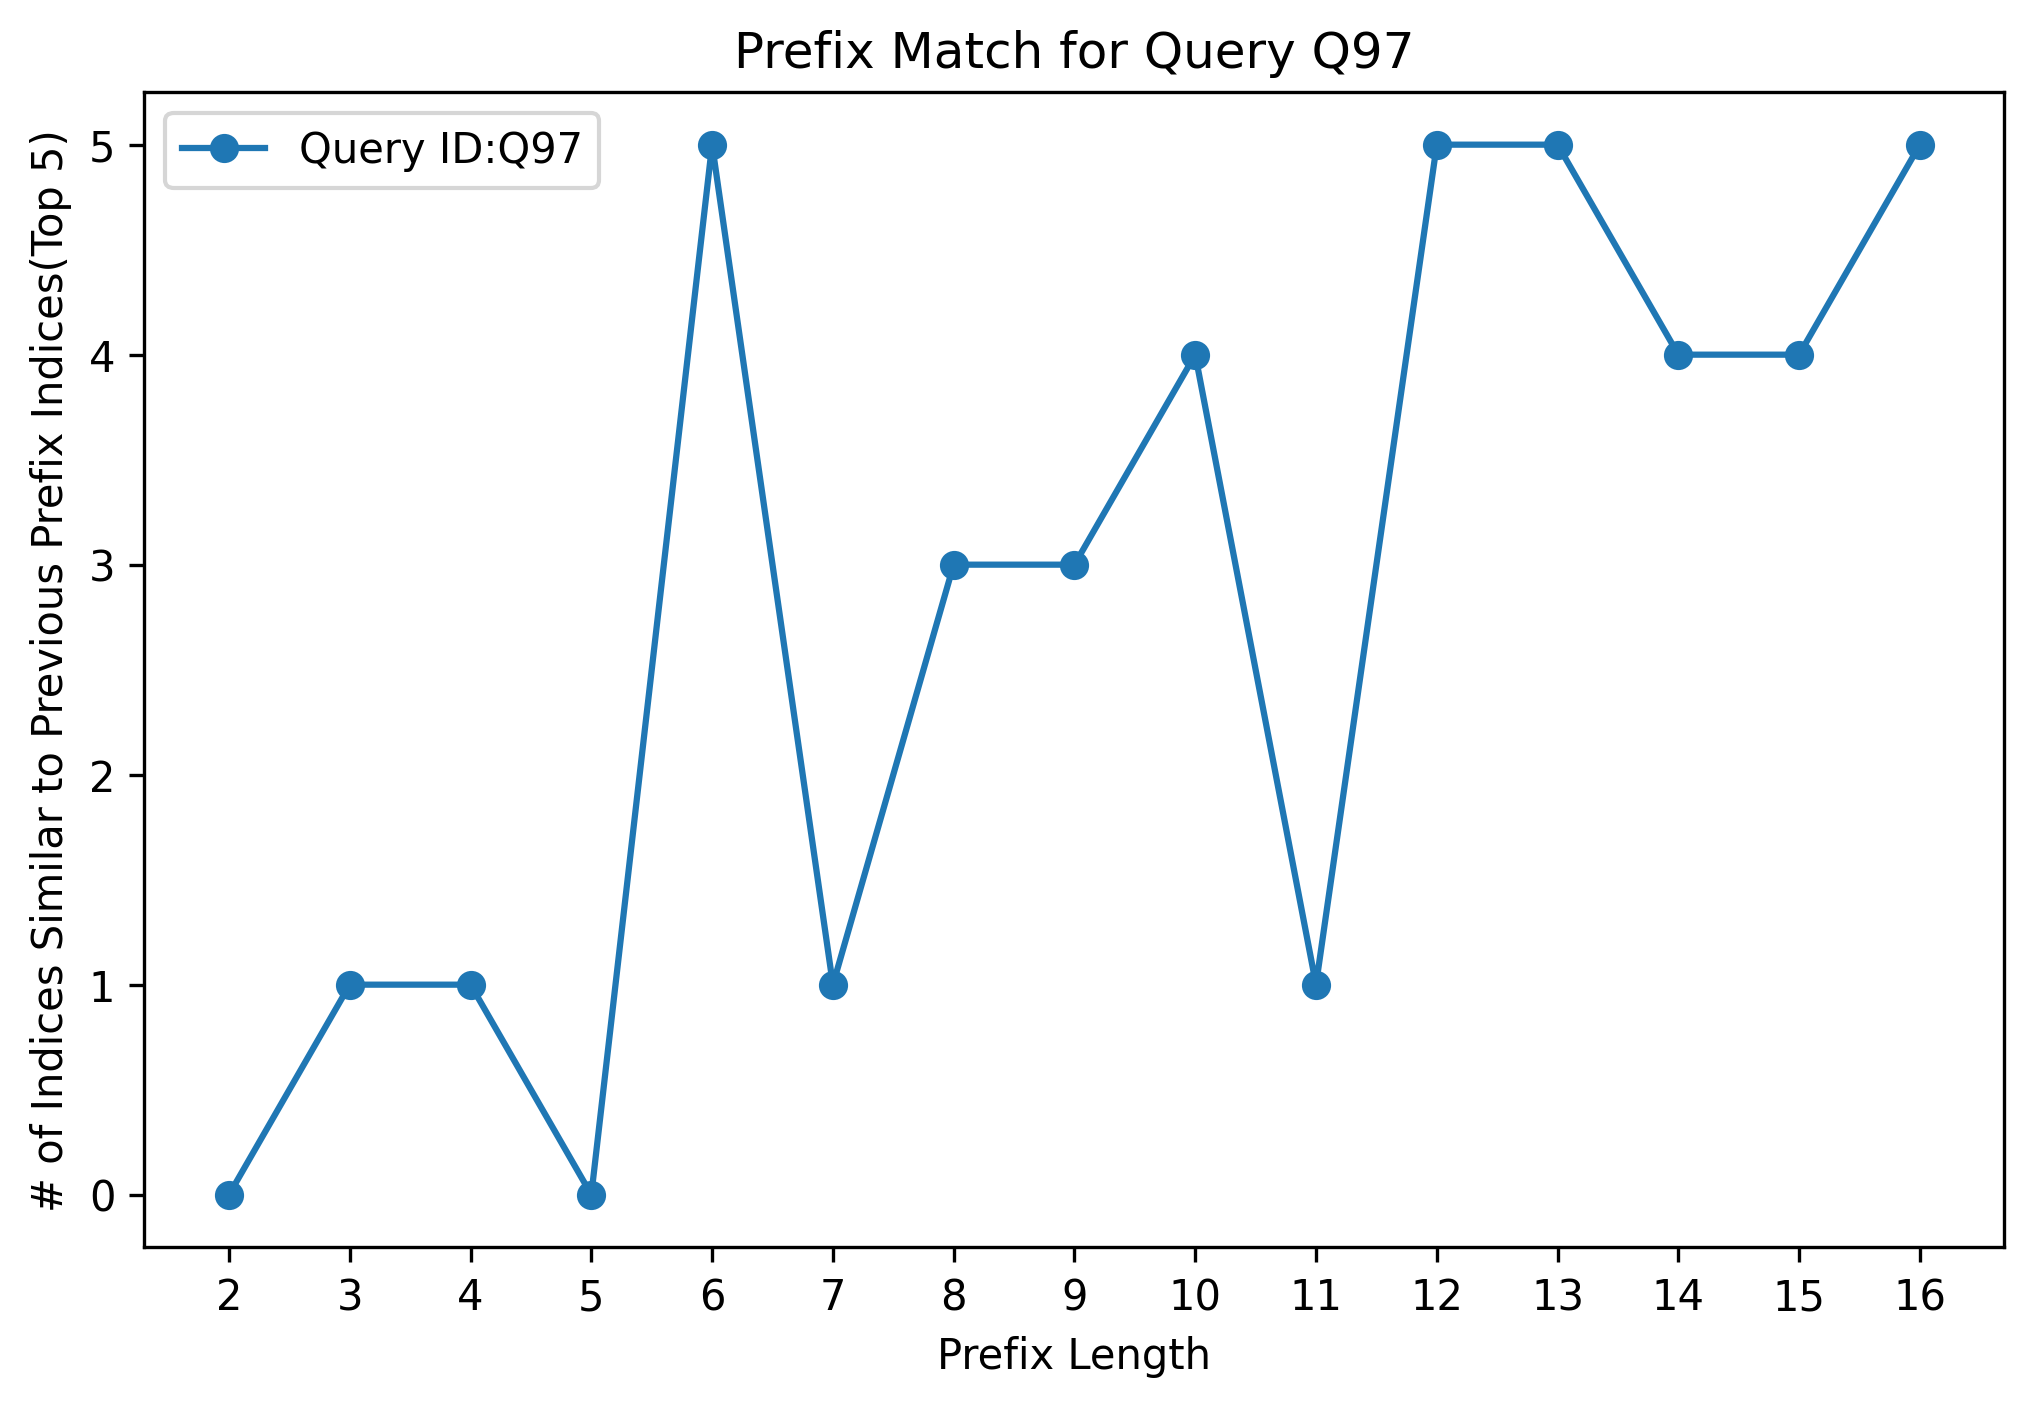 Prefix Match for Query Q97
Query ID:Q97
# of Indices Similar to Previous Prefix Indices(Top 5)
5
4
3
2
1
0
2 3 4 5 6 7 8 9 10 11 12 13 14 15 16
Prefix Length